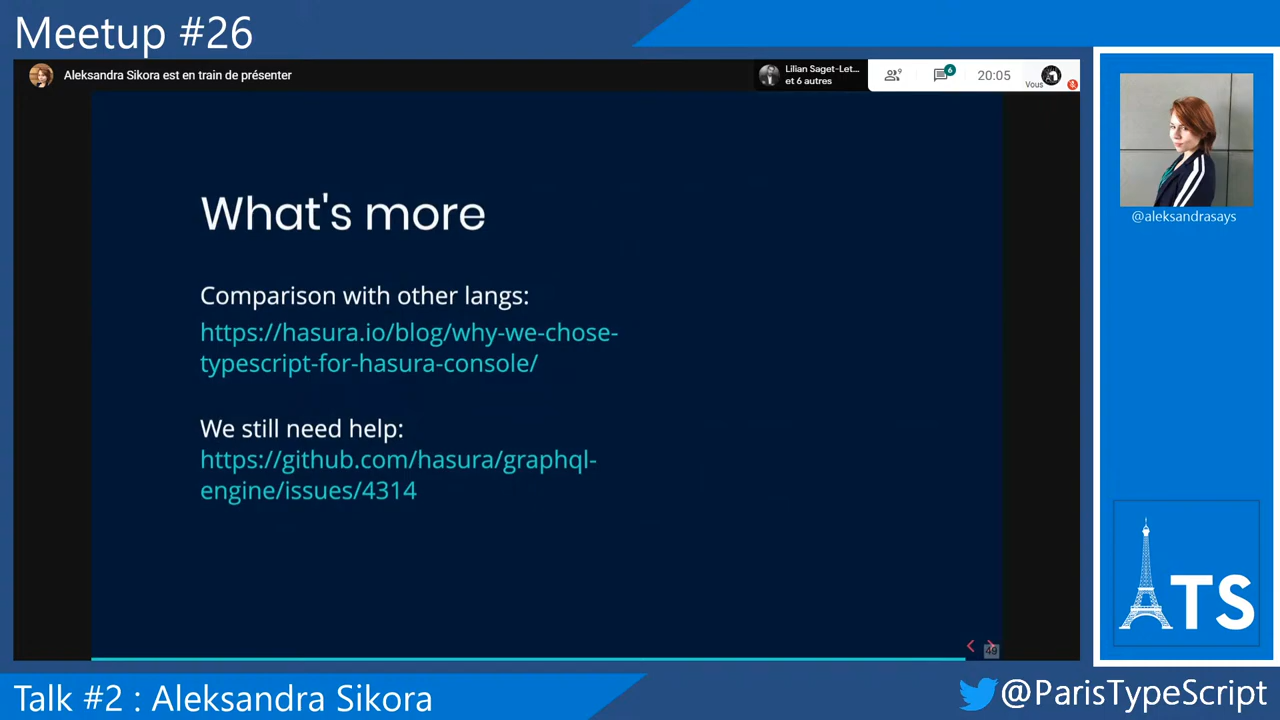 Meetup #26
Aleksandra Sikora est en train de présenter
Lilian Saget-Let...
et 6 autres
9
6
20:05
Vous
@aleksandrasays
What's more
Comparison with other langs:
https://hasura.io/blog/why-we-chose-
typescript-for-hasura-console/
We still need help:
https://github.com/hasura/graphql-
engine/issues/4314
TS
Talk #2 : Aleksandra Sikora
@ParisTypeScript